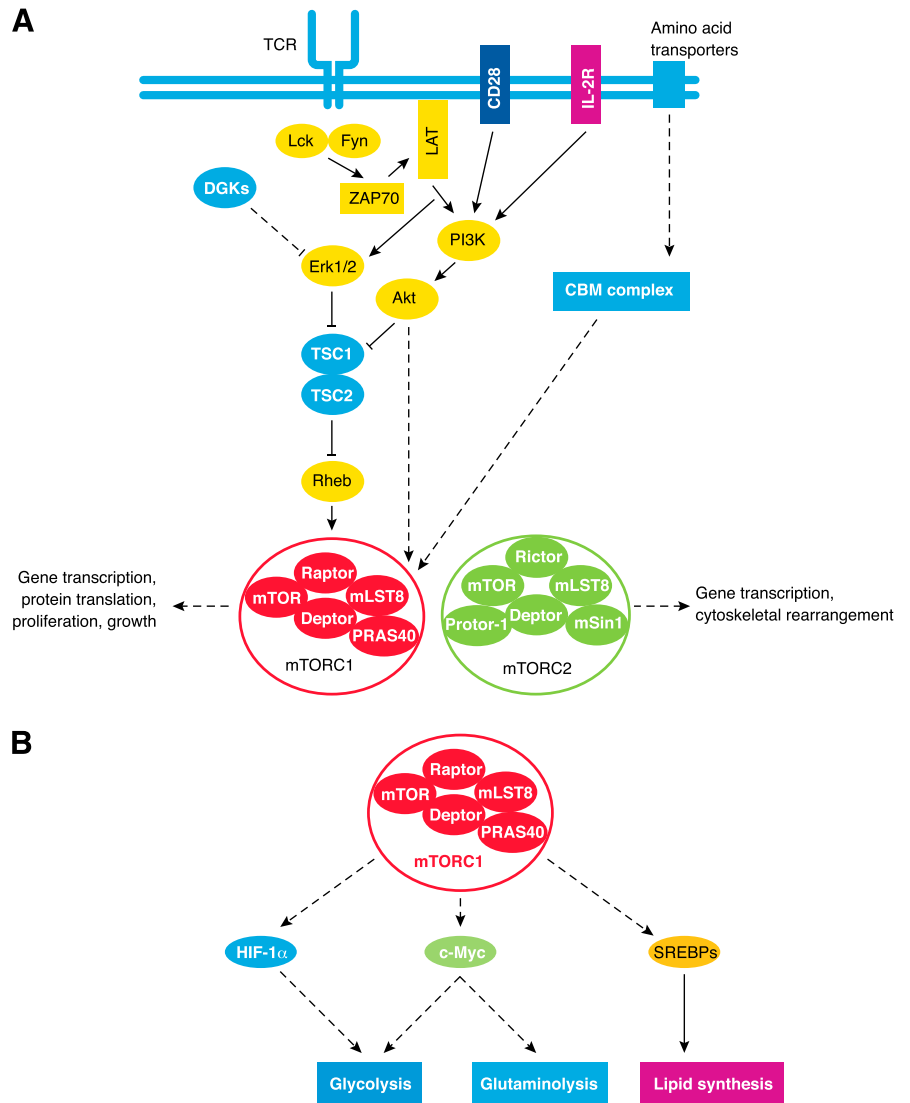 A
TCR
Amino acid
transporters
CD28
IL-2R
Lck
Fyn
LAT
DGKs
ZAP70
PI3K
Erk1/2
Akt
CBM complex
TSC1
TSC2
Rheb
Raptor
mTOR
mLST8
Deptor
PRAS40
mTORC1
Rictor
mTOR
mLST8
Deptor
Protor-1
mSin1
mTORC2
Gene transcription,
protein translation,
proliferation, growth
Gene transcription,
cytoskeletal rearrangement
B
Raptor
mTOR
mLST8
Deptor
PRAS40
mTORC1
HIF-1α
c-Myc
SREBPs
Glycolysis
Glutaminolysis
Lipid synthesis